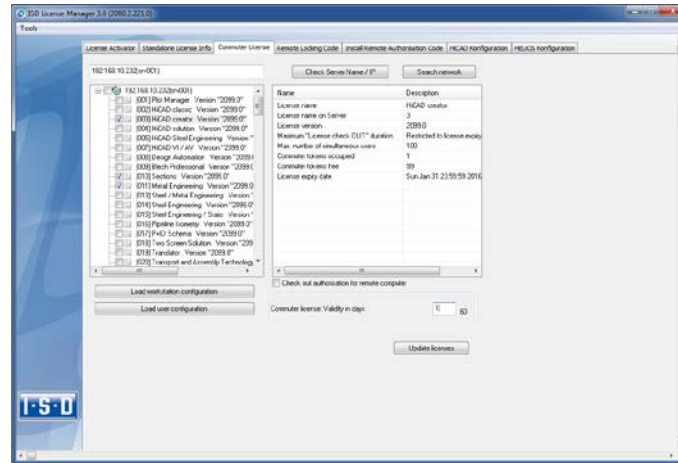 ISD License Manager 3.0 (2000.3.221.0)
Tools
License Activator
Standalone License Info
Commuter License
Remote Locking Code
Install Remote Authorisation Code
HiCAD Konfiguration
HELiOS Konfiguration
192.168.10.232(srv001)
Check Server Name / IP
Search network
192.168.10.232(srv001)
[001] Plot Manager Version "2099.0"
[002] HiCAD classic Version "2099.0"
[003] HiCAD creator Version "2099.0"
[004] HiCAD solution Version "2099.0"
[006] HiCAD Steel Engineering Version "
[007] HiCAD VI / AV Version "2399.0"
[008] Design Automation Version "2099.0
[009] Blech Professional Version "2099.0
[010] Sections Version "2099.0"
[011] Metal Engineering Version "2099.0
[013] Steel / Metal Engineering Version '
[014] Steel Engineering Version "2099.0"
[015] Steel Engineering / Stairs Version "
[016] Pipeline Isometry Version "2099.0"
[017] P+ID Schema Version "2099.0"
[018] Two Screen Solution Version "209
[019] Translator Version "2099.0"
[020] Transport and Assembly Technology,
Name
Description
License name
HiCAD creator
License name on Server
3
License version
2099.0
Maximum "License check OUT" duration
Restricted to license expiry
Max. number of simultaneous users
100
Commuter tokens occupied
1
Commuter tokens free
99
License expiry date
Sun Jan 31 23:59:59 2016
Check out authorisation for remote computer
Load workstation configuration
Load user configuration
Commuter license: Validity in days
1
60
Update licenses
I·S·D